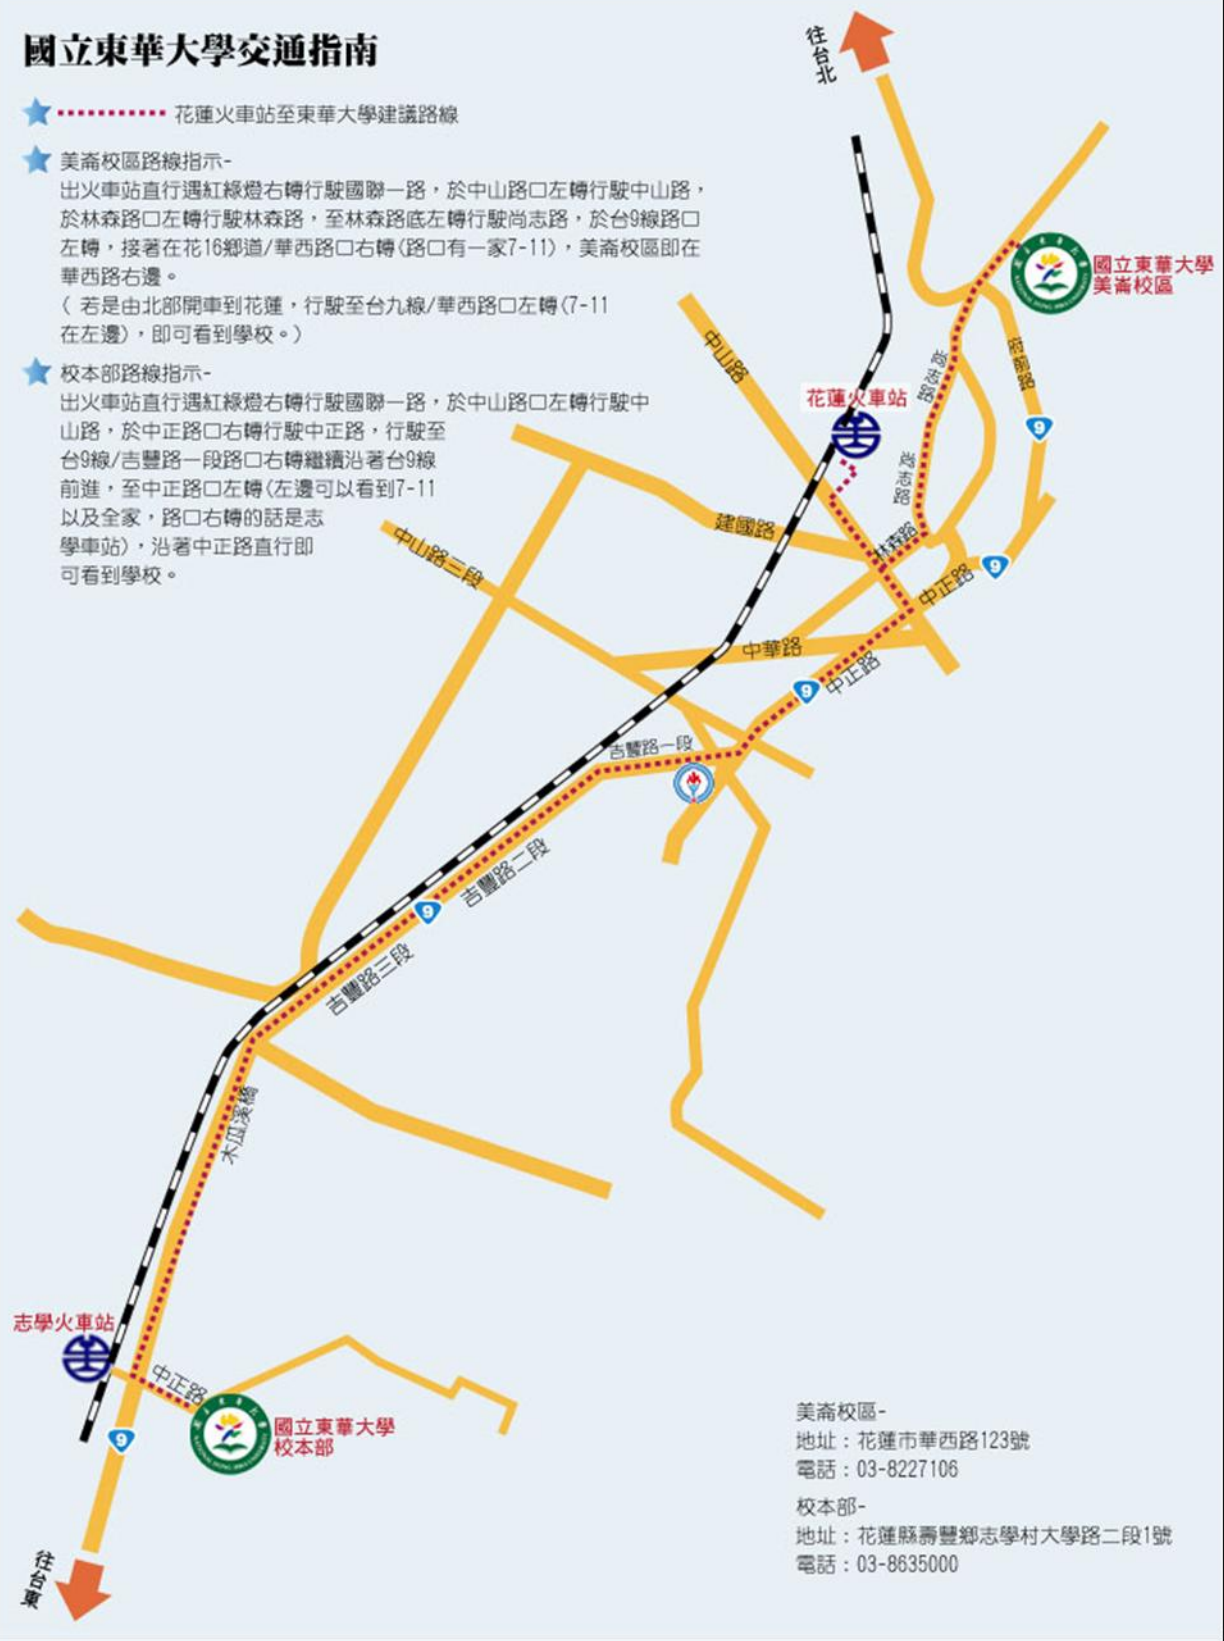 國立東華大學交通指南
花蓮火車站至東華大學建議路線
美崙校區路線指示-
出火車站直行遇紅綠燈右轉行駛國聯一路，於中山路口左轉行駛中山路，
於林森路口左轉行駛林森路，至林森路底左轉行駛尚志路，於台9線路口
左轉，接著在花16鄉道/華西路口右轉(路口有一家7-11)，美崙校區即在
華西路右邊。
( 若是由北部開車到花蓮，行駛至台九線/華西路口左轉(7-11
在左邊)，即可看到學校。)
校本部路線指示-
出火車站直行遇紅綠燈右轉行駛國聯一路，於中山路口左轉行駛中
山路，於中正路口右轉行駛中正路，行駛至
台9線/吉豐路一段路口右轉繼續沿著台9線
前進，至中正路口左轉(左邊可以看到7-11
以及全家，路口右轉的話是志
學車站)，沿著中正路直行即
可看到學校。
往台北
國立東華大學
美崙校區
中山路
尚志路
府前路
花蓮火車站
9
尚志路
建國路
林森路
中山路三段
中正路
9
中華路
中正路
9
吉豐路一段
吉豐路二段
9
吉豐路三段
木瓜溪橋
志學火車站
中正路
國立東華大學
校本部
9
往台東
美崙校區-
地址：花蓮市華西路123號
電話：03-8227106
校本部-
地址：花蓮縣壽豐鄉志學村大學路二段1號
電話：03-8635000